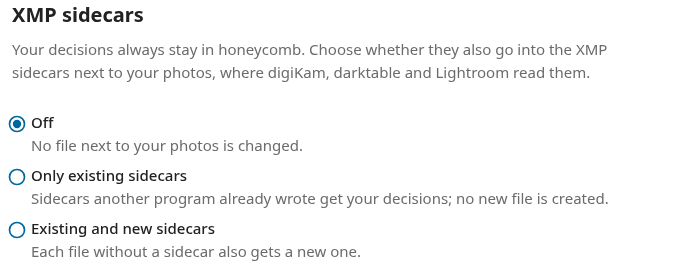 XMP sidecars
Your decisions always stay in honeycomb. Choose whether they also go into the XMP
sidecars next to your photos, where digiKam, darktable and Lightroom read them.
Off
No file next to your photos is changed.
Only existing sidecars
Sidecars another program already wrote get your decisions; no new file is created.
Existing and new sidecars
Each file without a sidecar also gets a new one.